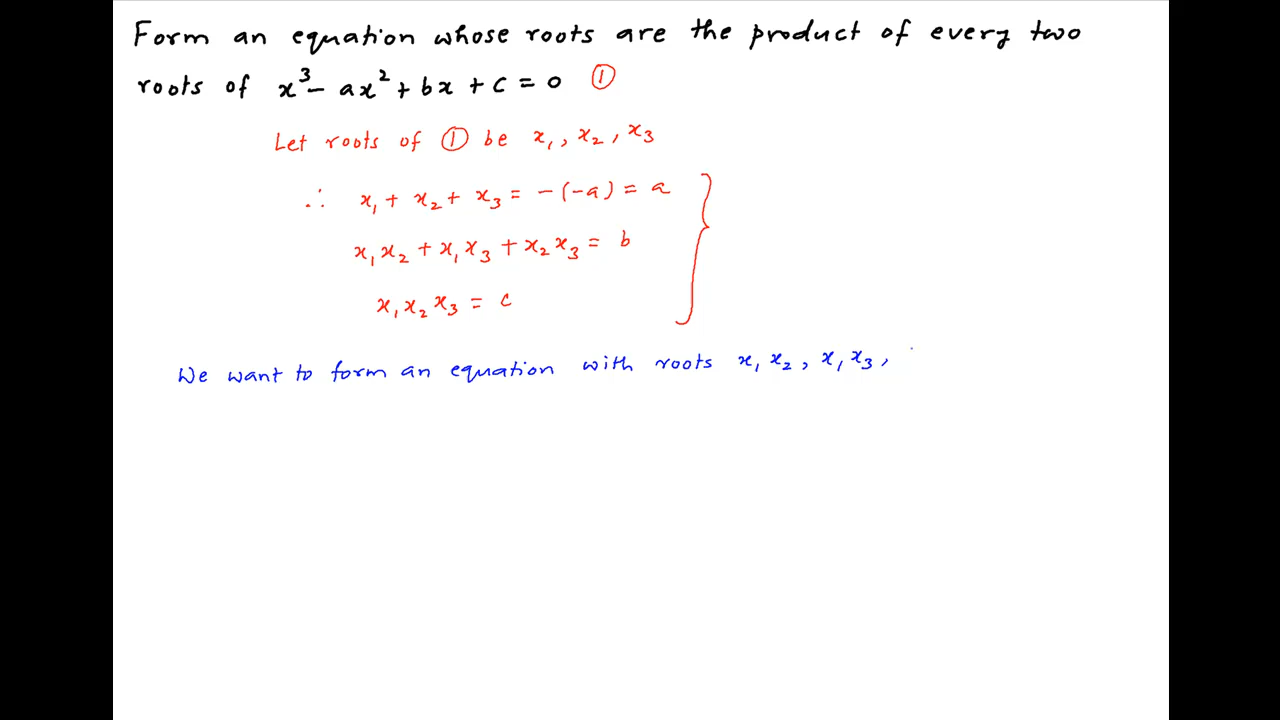 Form an equation whose roots are the product of every two
roots of x³ - ax² + bx + c = 0 ①
Let roots of ① be x₁, x₂, x₃
∴ x₁ + x₂ + x₃ = -(-a) = a
x₁x₂ + x₁x₃ + x₂x₃ = b
x₁x₂x₃ = c
We want to form an equation with roots x₁x₂, x₁x₃,